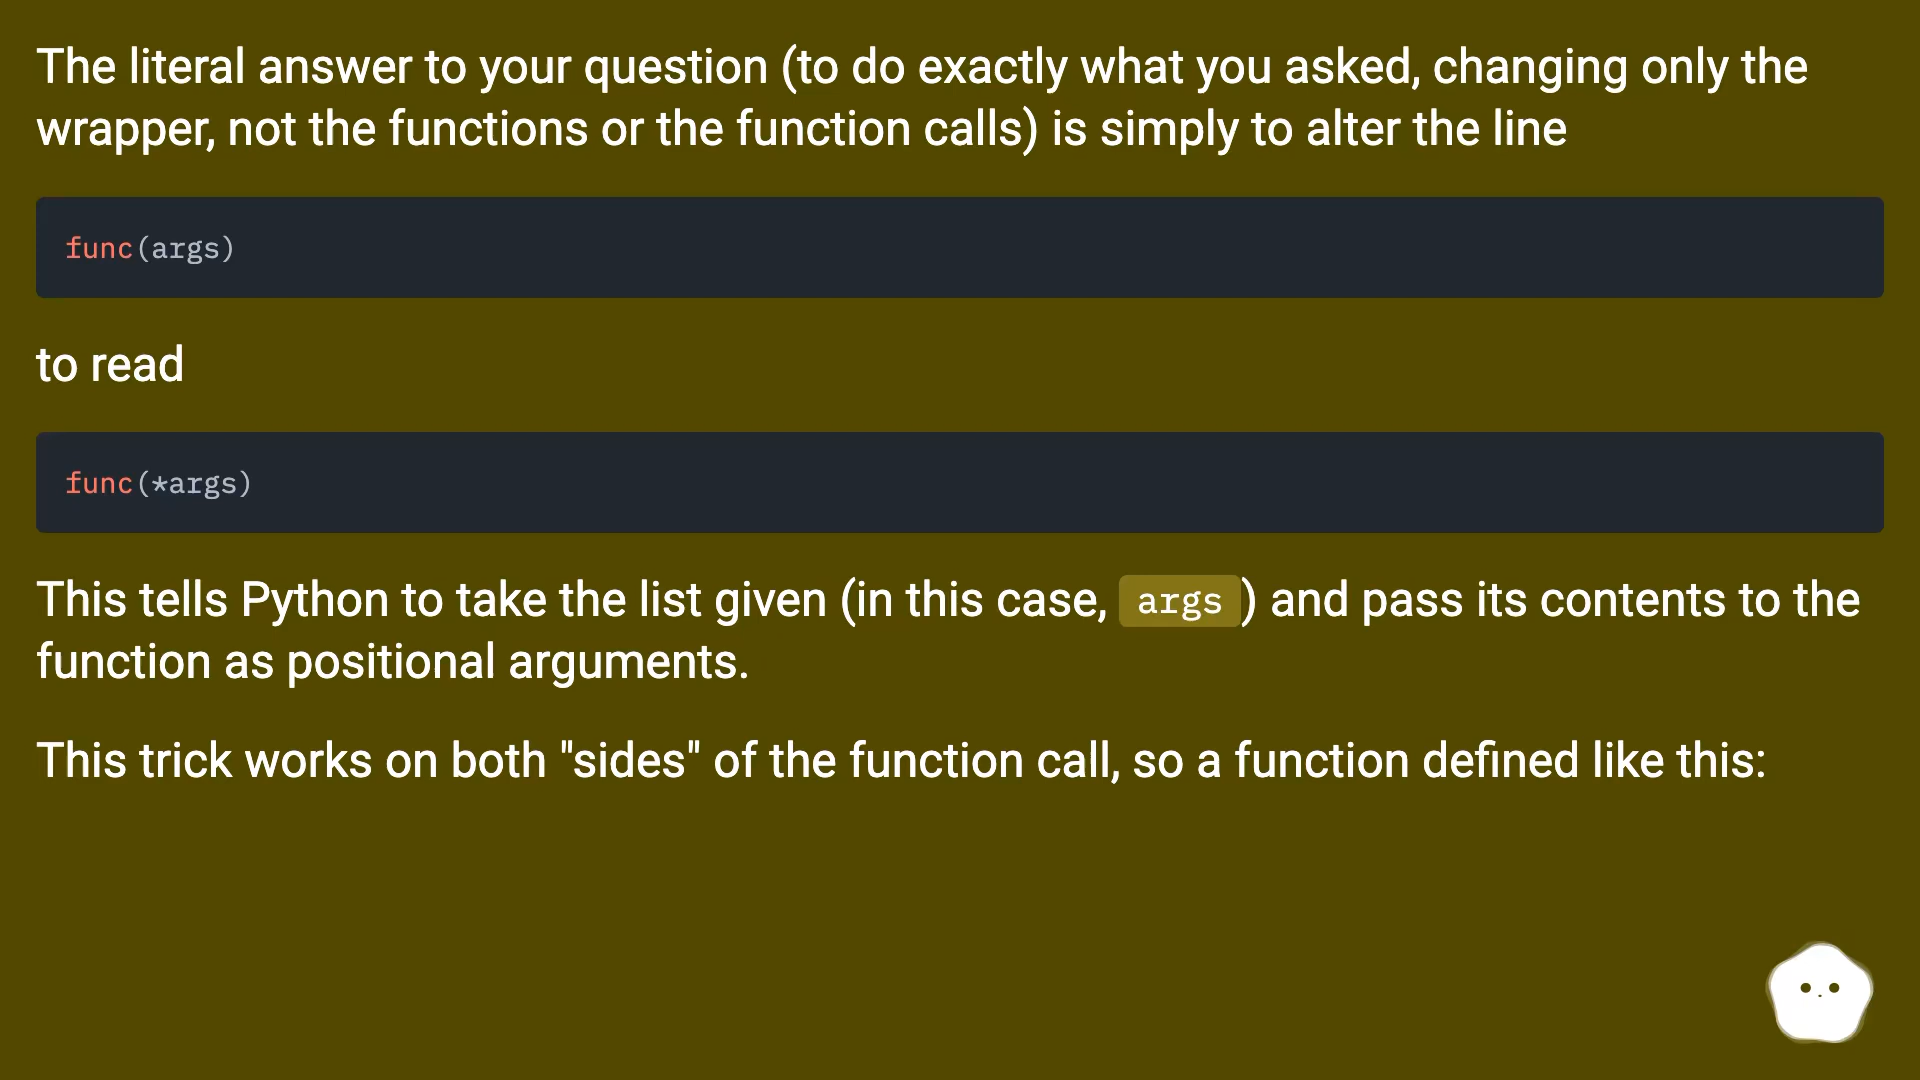 The literal answer to your question (to do exactly what you asked, changing only the
wrapper, not the functions or the function calls) is simply to alter the line
func(args)
to read
func(*args)
This tells Python to take the list given (in this case, args) and pass its contents to the
function as positional arguments.
This trick works on both "sides" of the function call, so a function defined like this: